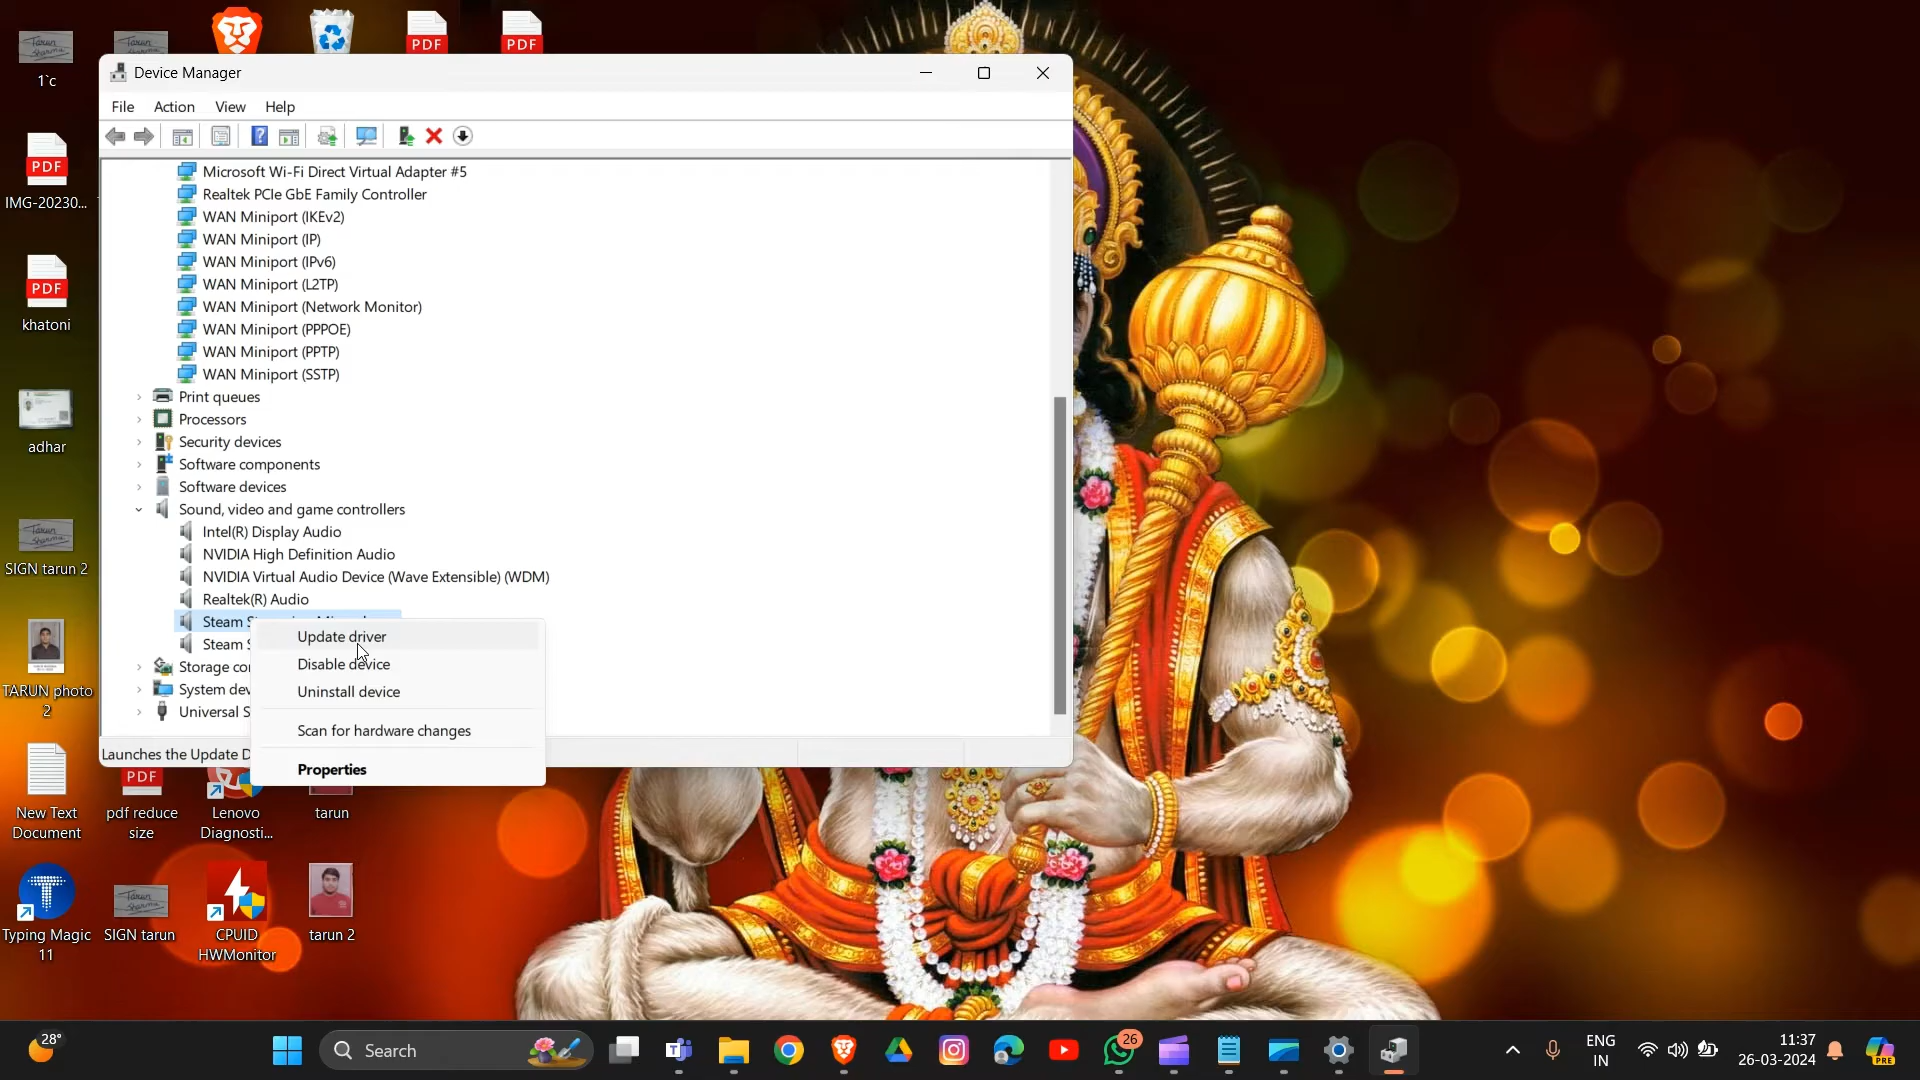 1`c
PDF
PDF
Device Manager
File Action View Help
Microsoft Wi-Fi Direct Virtual Adapter #5
Realtek PCIe GbE Family Controller
WAN Miniport (IKEv2)
WAN Miniport (IP)
WAN Miniport (IPv6)
WAN Miniport (L2TP)
WAN Miniport (Network Monitor)
WAN Miniport (PPPOE)
WAN Miniport (PPTP)
WAN Miniport (SSTP)
Print queues
Processors
Security devices
Software components
Software devices
Sound, video and game controllers
Intel(R) Display Audio
NVIDIA High Definition Audio
NVIDIA Virtual Audio Device (Wave Extensible) (WDM)
Realtek(R) Audio
Steam
Steam
Storage
System
Universal
Update driver
Disable device
Uninstall device
Scan for hardware changes
Properties
Launches the Update
PDF
IMG-20230...
PDF
khatoni
adhar
SIGN tarun 2
TARUN photo
2
New Text
Document
PDF
pdf reduce
size
Lenovo
Diagnosti...
tarun
Typing Magic
11
SIGN tarun
CPUID
HWMonitor
tarun 2
28°
Search
26
ENG
IN
11:37
26-03-2024
PRE